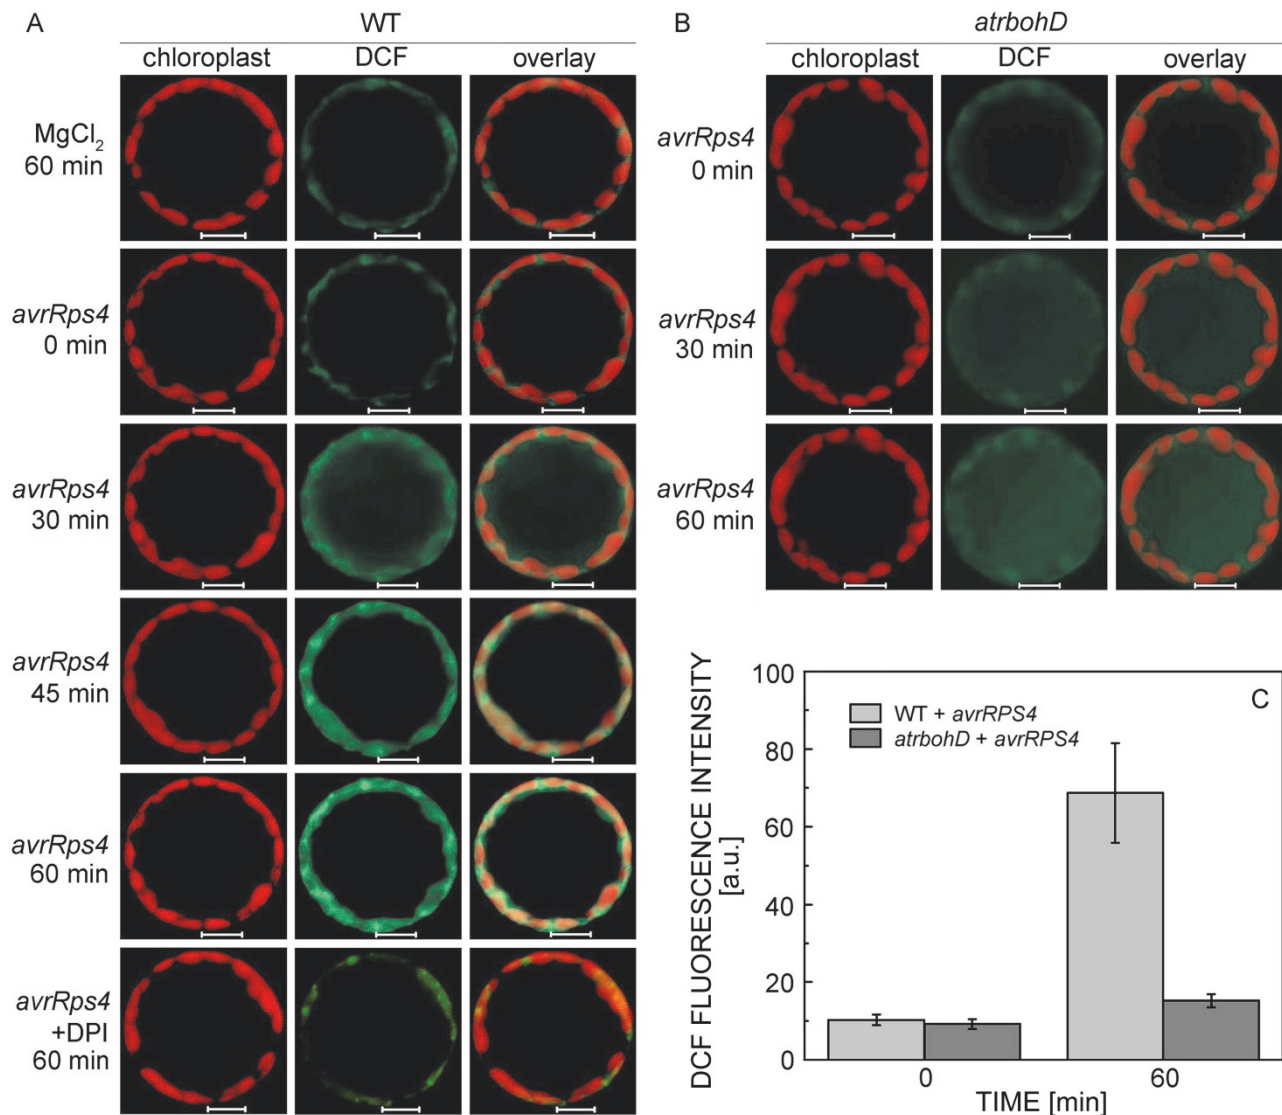 A
WT
chloroplast DCF overlay
MgCl₂
60 min
avrRps4
0 min
avrRps4
30 min
avrRps4
45 min
avrRps4
60 min
avrRps4
+DPI
60 min
B
atrbohD
chloroplast DCF overlay
avrRps4
0 min
avrRps4
30 min
avrRps4
60 min
C
DCF FLUORESCENCE INTENSITY
[a.u.]
100
80
60
40
20
0
WT + avrRPS4
atrbohD + avrRPS4
0 60
TIME [min]